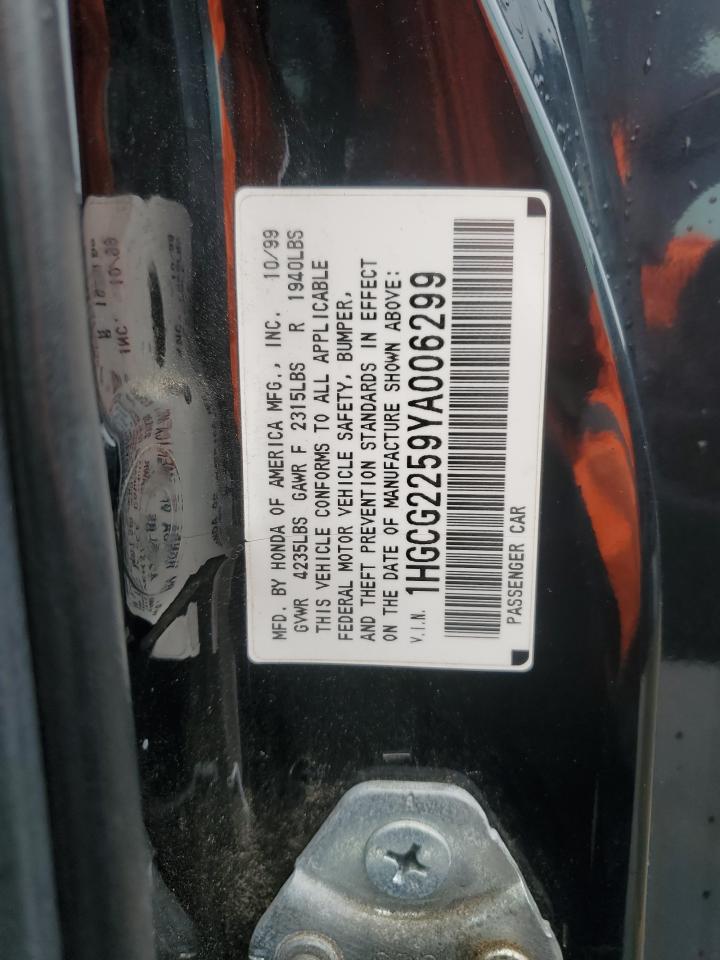 MFD. BY HONDA OF AMERICA MFG., INC. 10/99
GVWR 4235LBS GAWR F 2315LBS R 1940LBS
THIS VEHICLE CONFORMS TO ALL APPLICABLE
FEDERAL MOTOR VEHICLE SAFETY, BUMPER,
AND THEFT PREVENTION STANDARDS IN EFFECT
ON THE DATE OF MANUFACTURE SHOWN ABOVE:
V.I.N. 1HGCG2259YA006299
PASSENGER CAR